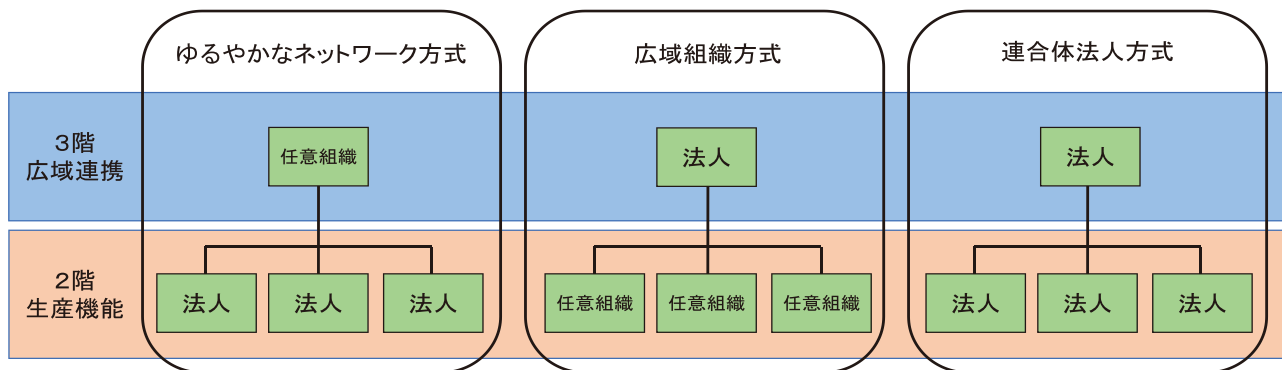 ゆるやかなネットワーク方式
広域組織方式
連合体法人方式
3階
広域連携
任意組織
法人
法人
2階
生産機能
法人
法人
法人
任意組織
任意組織
任意組織
法人
法人
法人